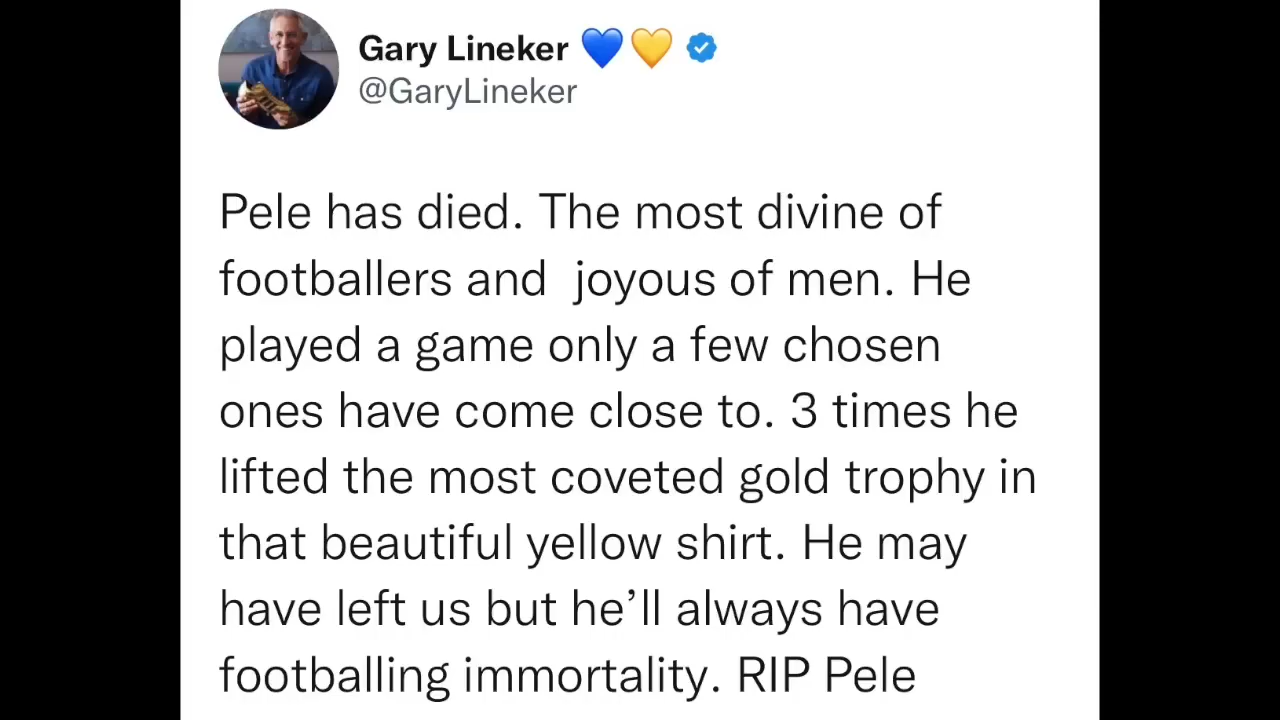 Gary Lineker 💙💛
@GaryLineker
Pele has died. The most divine of
footballers and  joyous of men. He
played a game only a few chosen
ones have come close to. 3 times he
lifted the most coveted gold trophy in
that beautiful yellow shirt. He may
have left us but he’ll always have
footballing immortality. RIP Pele